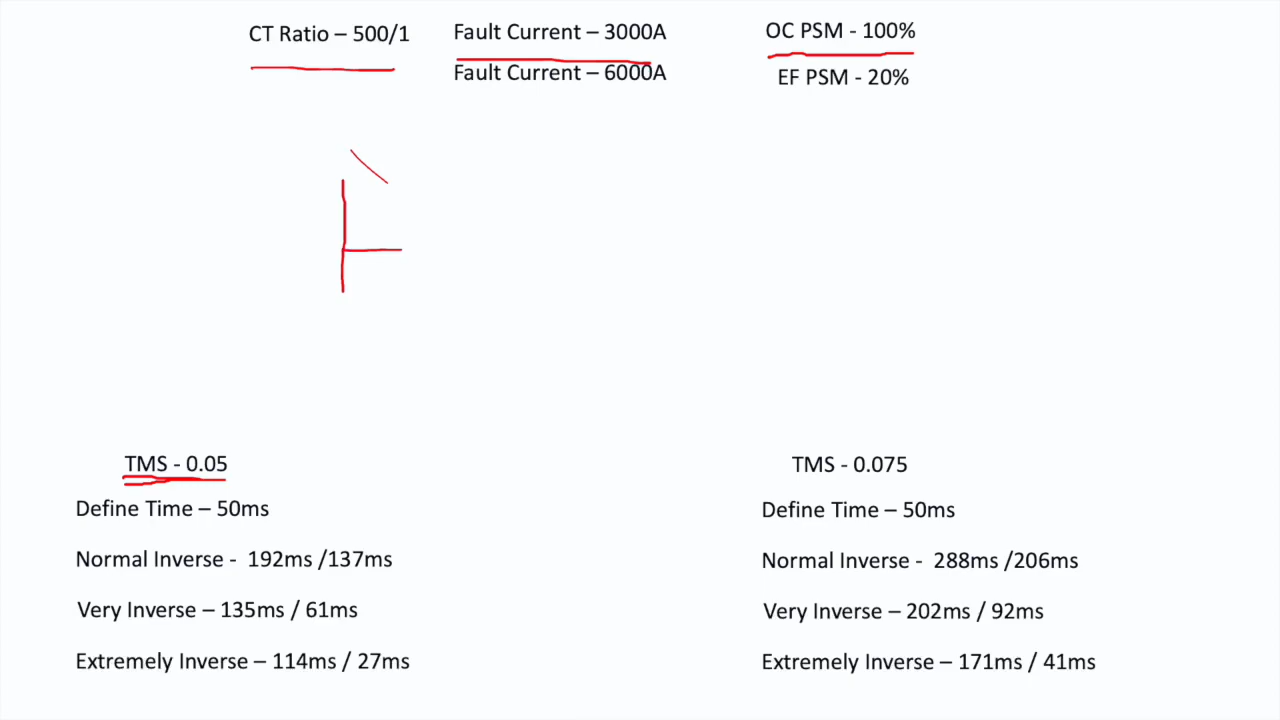 CT Ratio – 500/1
Fault Current – 3000A
OC PSM - 100%
Fault Current – 6000A
EF PSM - 20%
TMS - 0.05
Define Time – 50ms
Normal Inverse - 192ms /137ms
Very Inverse – 135ms / 61ms
Extremely Inverse – 114ms / 27ms
TMS - 0.075
Define Time – 50ms
Normal Inverse - 288ms /206ms
Very Inverse – 202ms / 92ms
Extremely Inverse – 171ms / 41ms